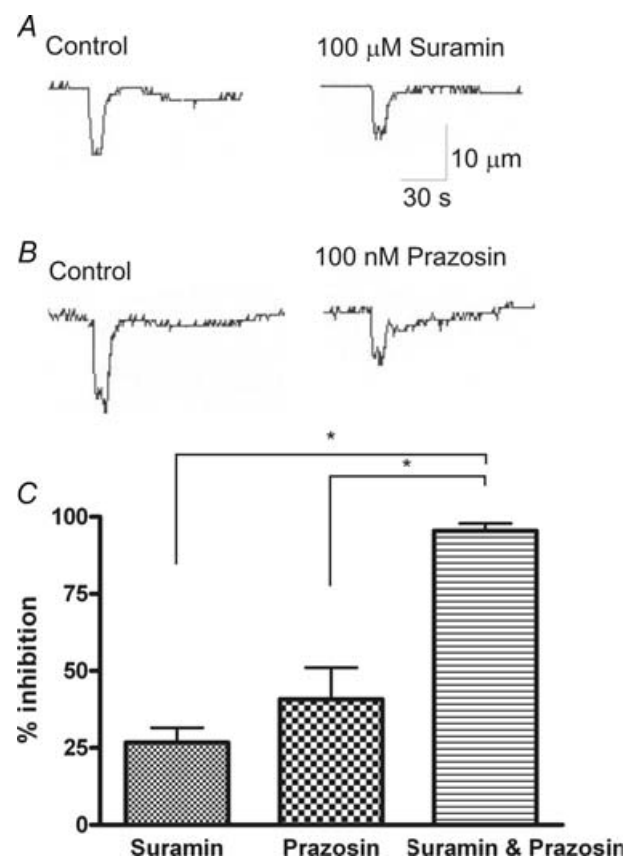 A
Control
100 μM Suramin
10 μm
30 s
B
Control
100 nM Prazosin
*
*
C
100
75
50
25
0
% inhibition
Suramin
Prazosin
Suramin & Prazosin